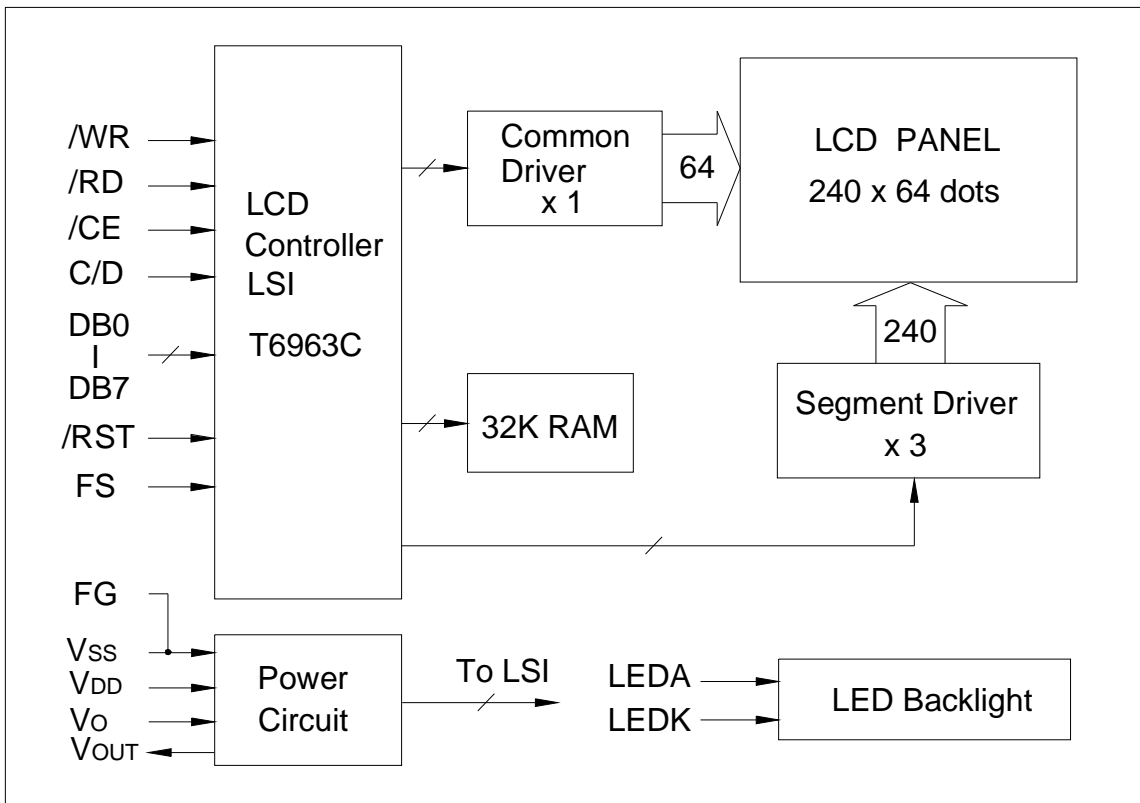 /WR
/RD
/CE
C/D
DB0
I
DB7
/RST
FS
LCD
Controller
LSI
T6963C
Common
Driver
x 1
64
LCD PANEL
240 x 64 dots
240
Segment Driver
x 3
32K RAM
FG
VSS
VDD
VO
VOUT
Power
Circuit
To LSI
LEDA
LEDK
LED Backlight